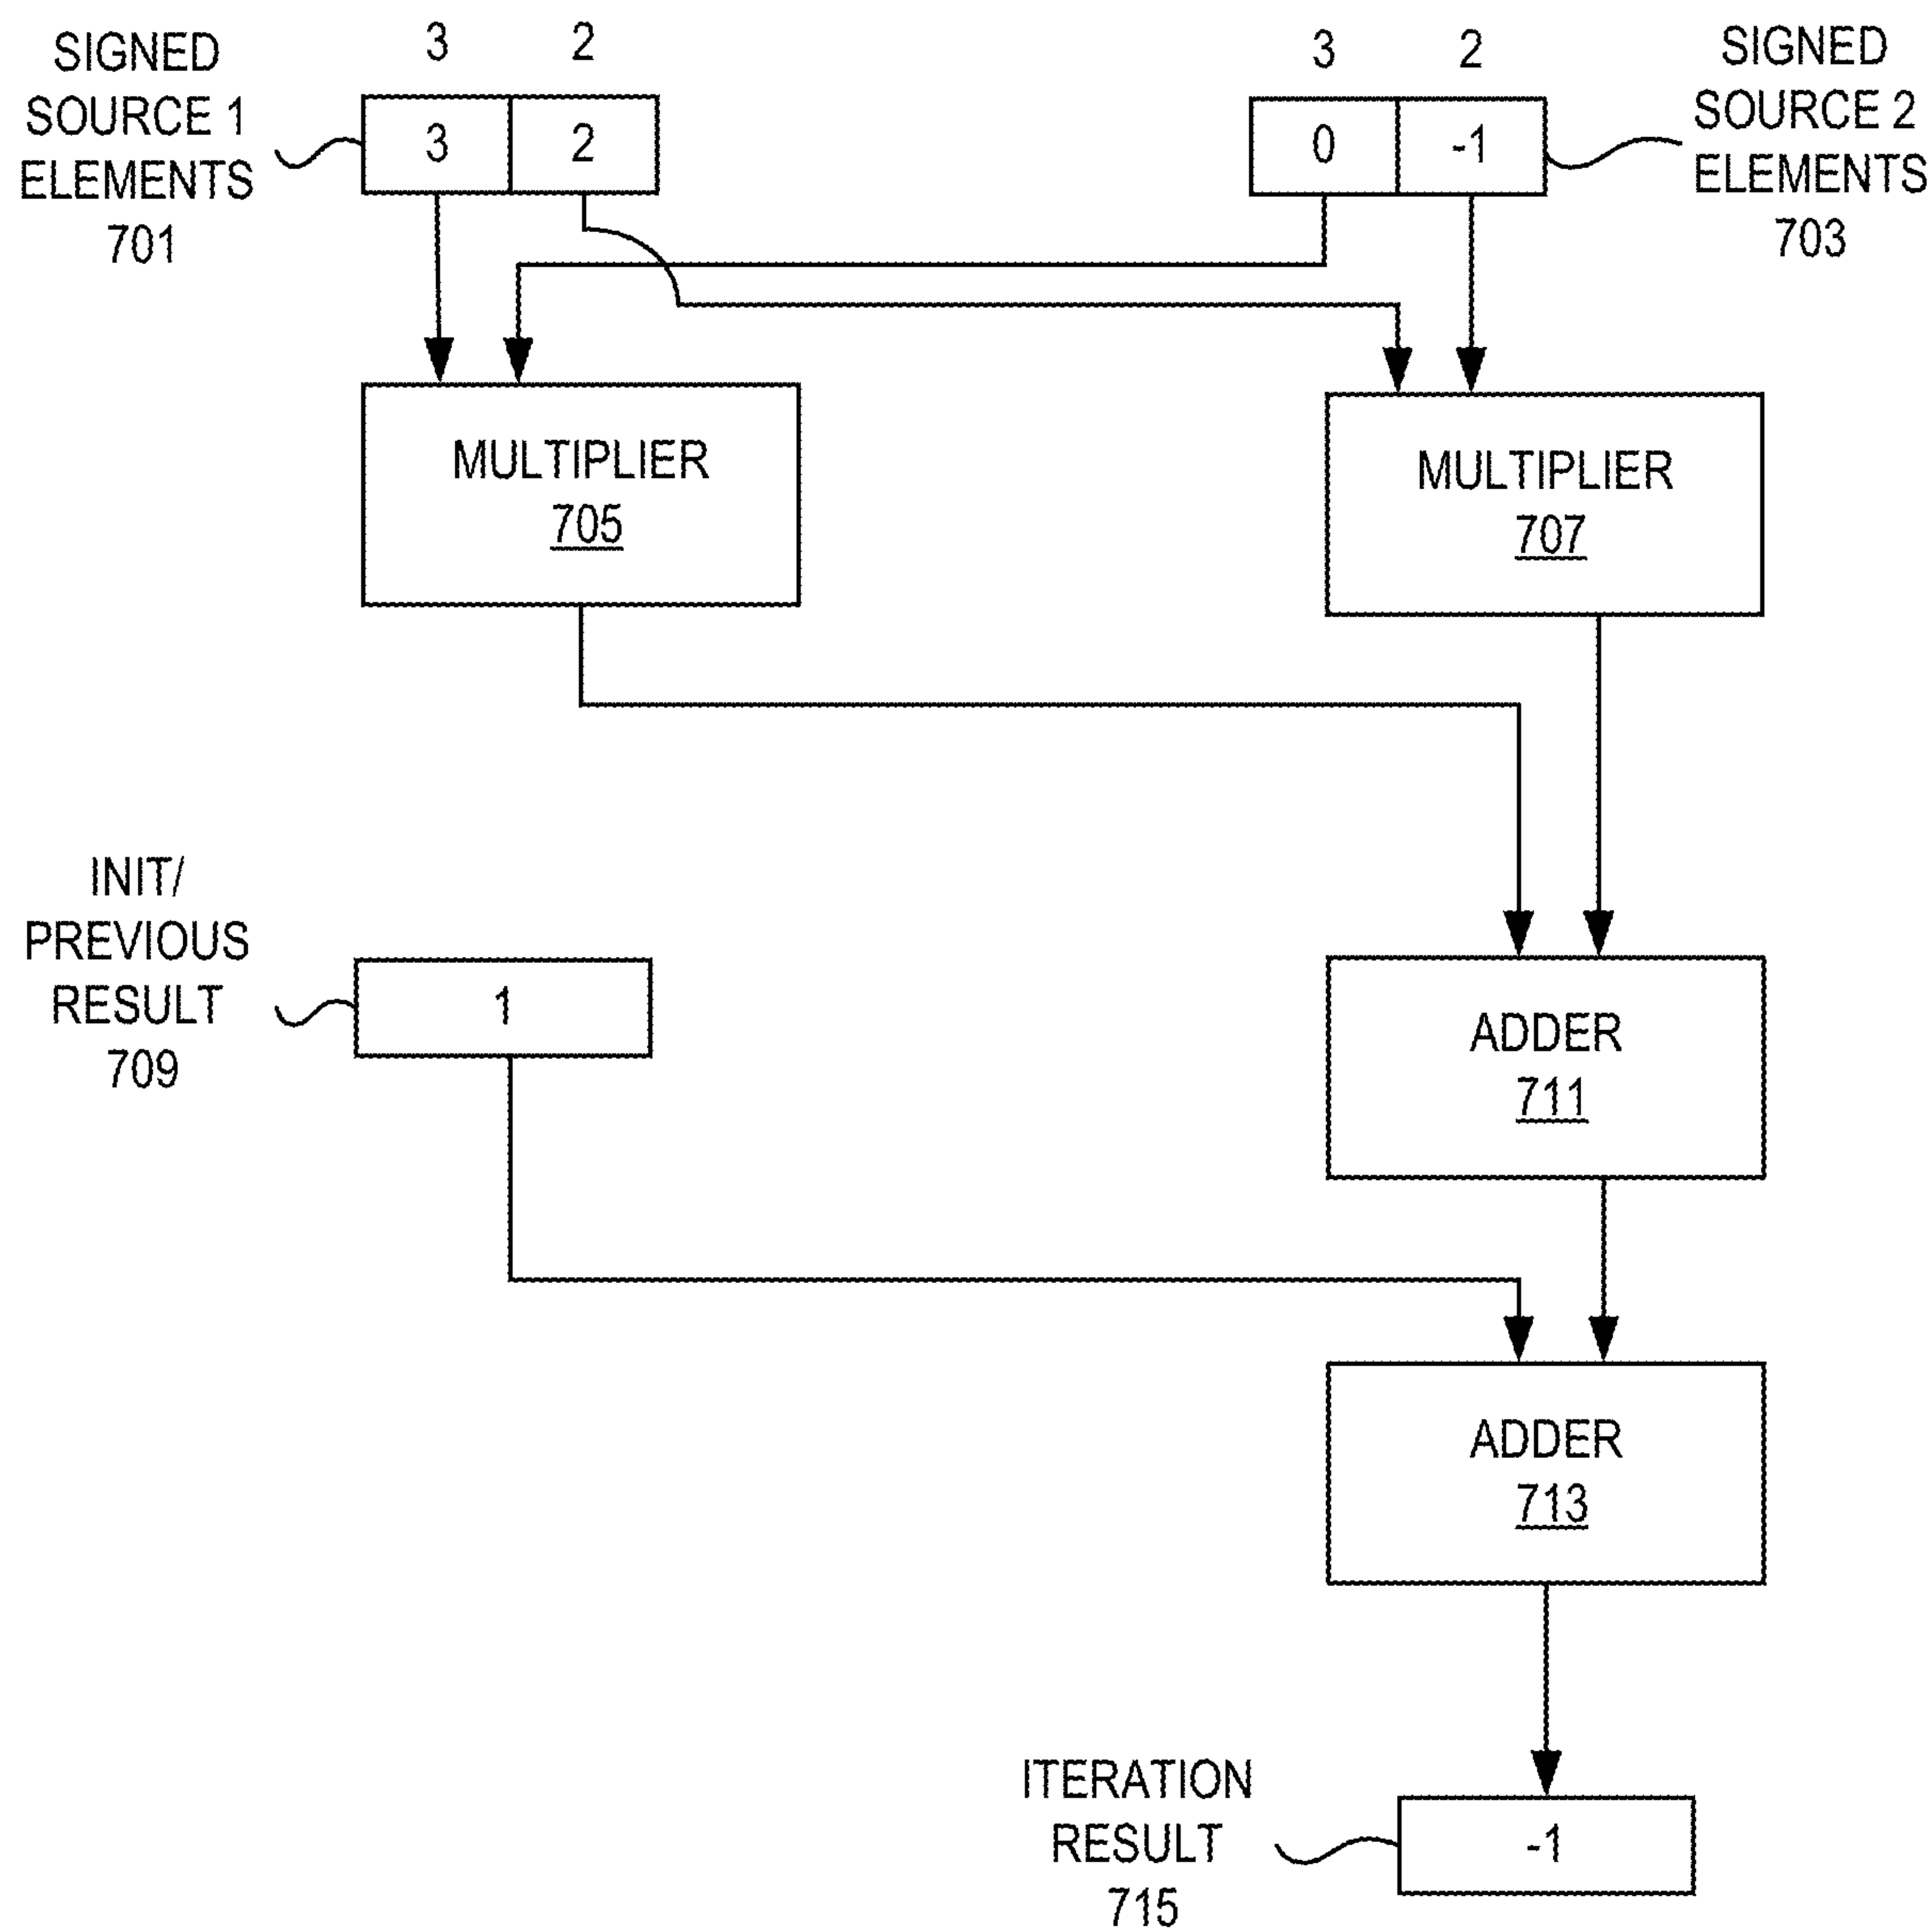 SIGNED
SOURCE 1
ELEMENTS
701
3 2
3 2
3 2
0 -1
SIGNED
SOURCE 2
ELEMENTS
703
MULTIPLIER
705
MULTIPLIER
707
INIT/
PREVIOUS
RESULT
709
1
ADDER
711
ADDER
713
ITERATION
RESULT
715
-1